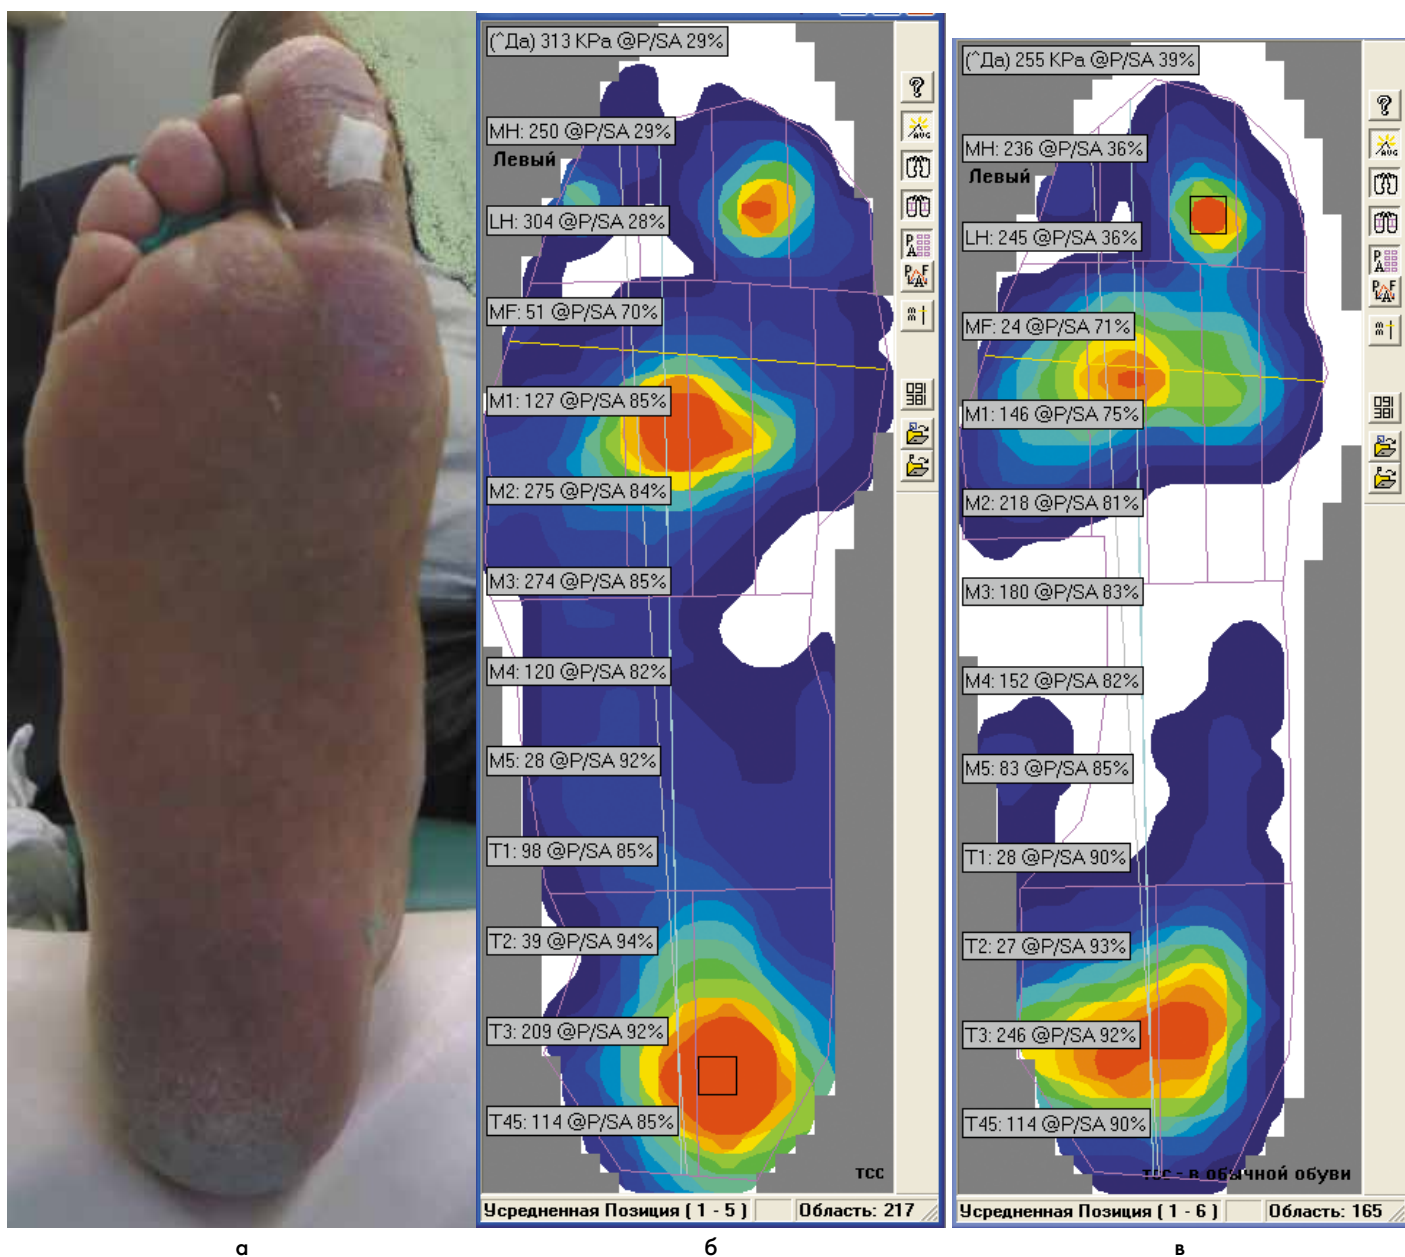 (^Да) 313 KPa @P/SA 29%
MH: 250 @P/SA 29%
Левый
LH: 304 @P/SA 28%
MF: 51 @P/SA 70%
M1: 127 @P/SA 85%
M2: 275 @P/SA 84%
M3: 274 @P/SA 85%
M4: 120 @P/SA 82%
M5: 28 @P/SA 92%
T1: 98 @P/SA 85%
T2: 39 @P/SA 94%
T3: 209 @P/SA 92%
T45: 114 @P/SA 85%
тсс
Усредненная Позиция ( 1 - 5 )
Область: 217
(^Да) 255 KPa @P/SA 39%
MH: 236 @P/SA 36%
Левый
LH: 245 @P/SA 36%
MF: 24 @P/SA 71%
M1: 146 @P/SA 75%
M2: 218 @P/SA 81%
M3: 180 @P/SA 83%
M4: 152 @P/SA 82%
M5: 83 @P/SA 85%
T1: 28 @P/SA 90%
T2: 27 @P/SA 93%
T3: 246 @P/SA 92%
T45: 114 @P/SA 90%
тсс - в обычной обуви
Усредненная Позиция ( 1 - 6 )
Область: 165
а
б
в